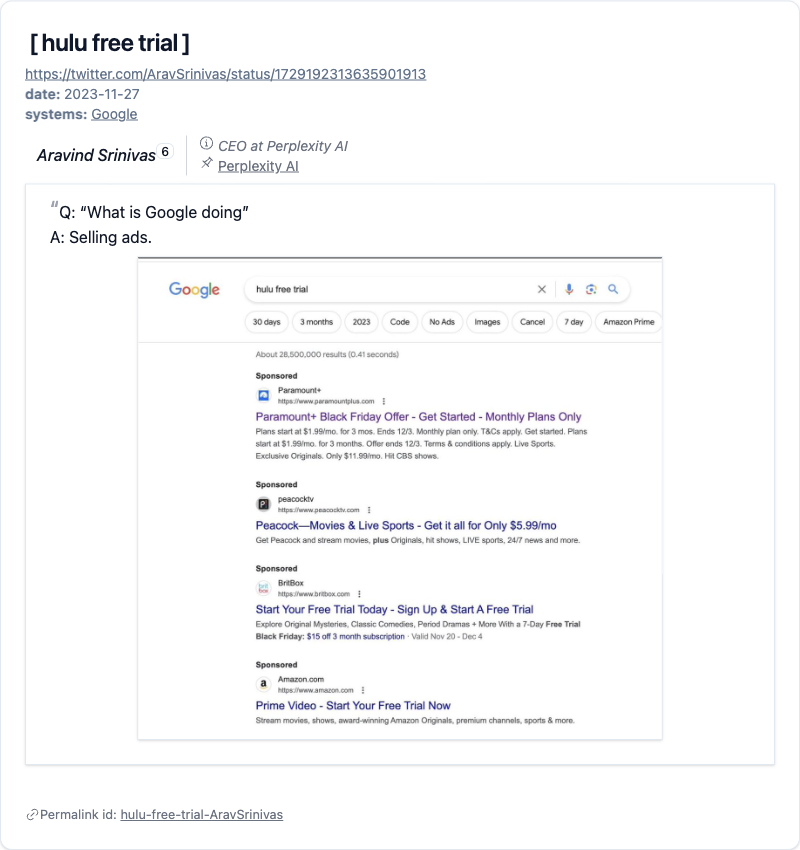 [hulu free trial]
https://twitter.com/AravSrinivas/status/1729192313635901913
date: 2023-11-27
systems: Google
Aravind Srinivas 6
CEO at Perplexity AI
Perplexity AI
“Q: “What is Google doing”
A: Selling ads.
Google
hulu free trial
30 days 3 months 2023 Code No Ads Images Cancel 7 day Amazon Prime
About 28,500,000 results (0.41 seconds)
Sponsored
Paramount+
https://www.paramountplus.com
Paramount+ Black Friday Offer - Get Started - Monthly Plans Only
Plans start at $1.99/mo. for 3 mos. Ends 12/3. Monthly plan only. T&Cs apply. Get started. Plans
start at $1.99/mo. for 3 months. Offer ends 12/3. Terms & conditions apply. Live Sports.
Exclusive Originals. Only $11.99/mo. Hit CBS shows.
Sponsored
peacocktv
https://www.peacocktv.com
Peacock—Movies & Live Sports - Get it all for Only $5.99/mo
Get Peacock and stream movies, plus Originals, hit shows, LIVE sports, 24/7 news and more.
Sponsored
BritBox
https://www.britbox.com
Start Your Free Trial Today - Sign Up & Start A Free Trial
Explore Original Mysteries, Classic Comedies, Period Dramas + More With a 7-Day Free Trial
Black Friday: $15 off 3 month subscription · Valid Nov 20 - Dec 4
Sponsored
Amazon.com
https://www.amazon.com
Prime Video - Start Your Free Trial Now
Stream movies, shows, award-winning Amazon Originals, premium channels, sports & more.
Permalink id: hulu-free-trial-AravSrinivas